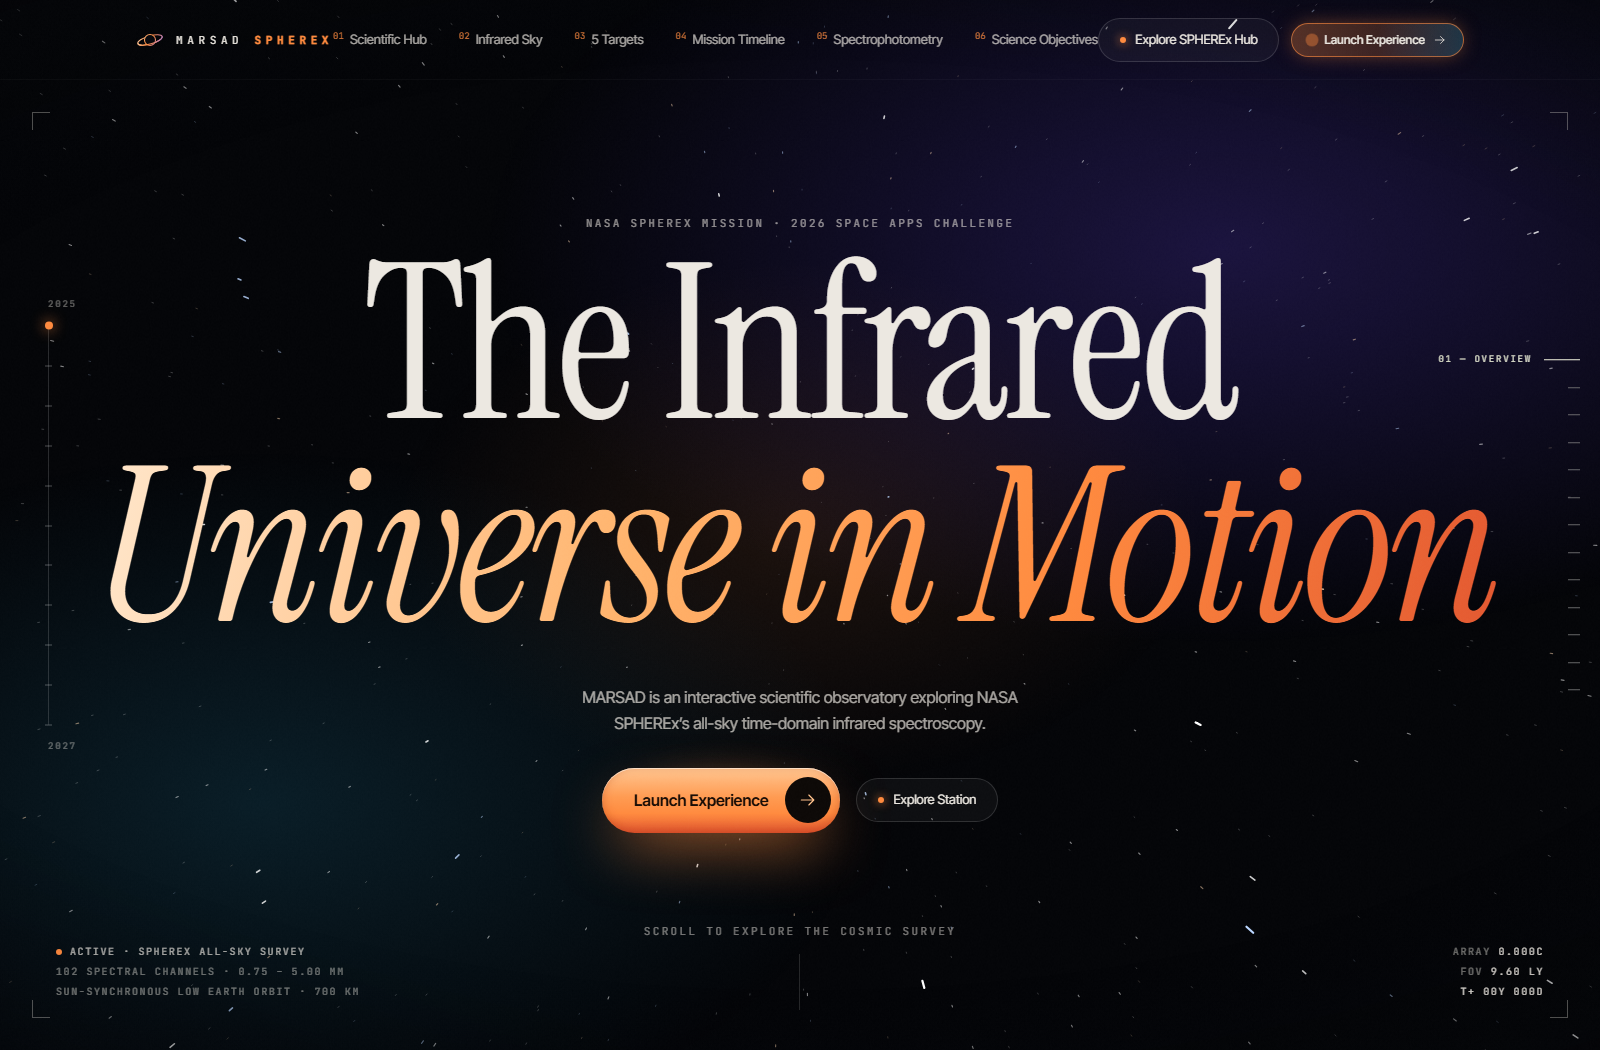 MARSAD SPHEREX
01 Scientific Hub
02 Infrared Sky
03 5 Targets
04 Mission Timeline
05 Spectrophotometry
06 Science Objectives
Explore SPHEREx Hub
Launch Experience →
NASA SPHEREX MISSION · 2026 SPACE APPS CHALLENGE
The Infrared
Universe in Motion
2025
2027
01 — OVERVIEW
MARSAD is an interactive scientific observatory exploring NASA
SPHEREx's all-sky time-domain infrared spectroscopy.
Launch Experience →
Explore Station
SCROLL TO EXPLORE THE COSMIC SURVEY
ACTIVE · SPHEREX ALL-SKY SURVEY
102 SPECTRAL CHANNELS · 0.75 – 5.00 MM
SUN-SYNCHRONOUS LOW EARTH ORBIT · 700 KM
ARRAY 0.000C
FOV 9.60 LY
T+ 00Y 000D